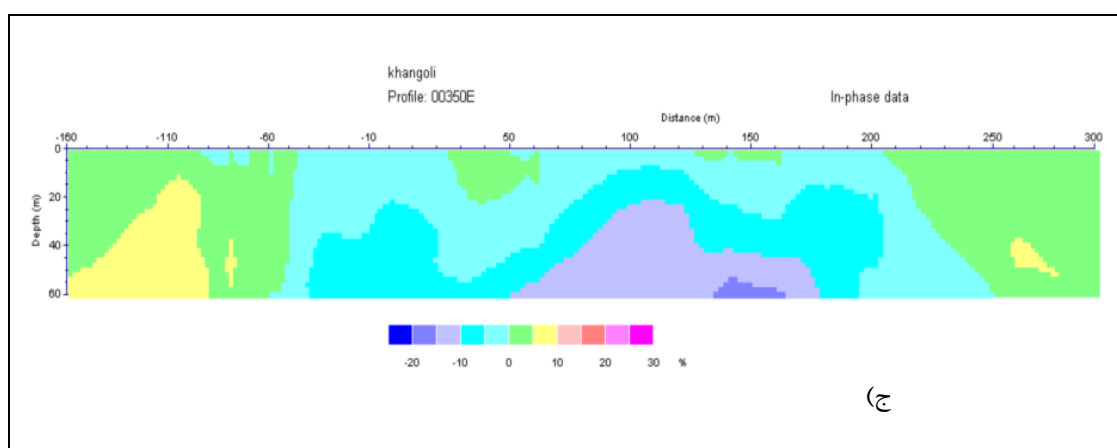 khangoli
Profile: 00350E
In-phase data
Distance (m)
-160 -110 -60 -10 50 100 150 200 250 300
0
20
40
60
Depth (m)
-20 -10 0 10 20 30 %
ج)